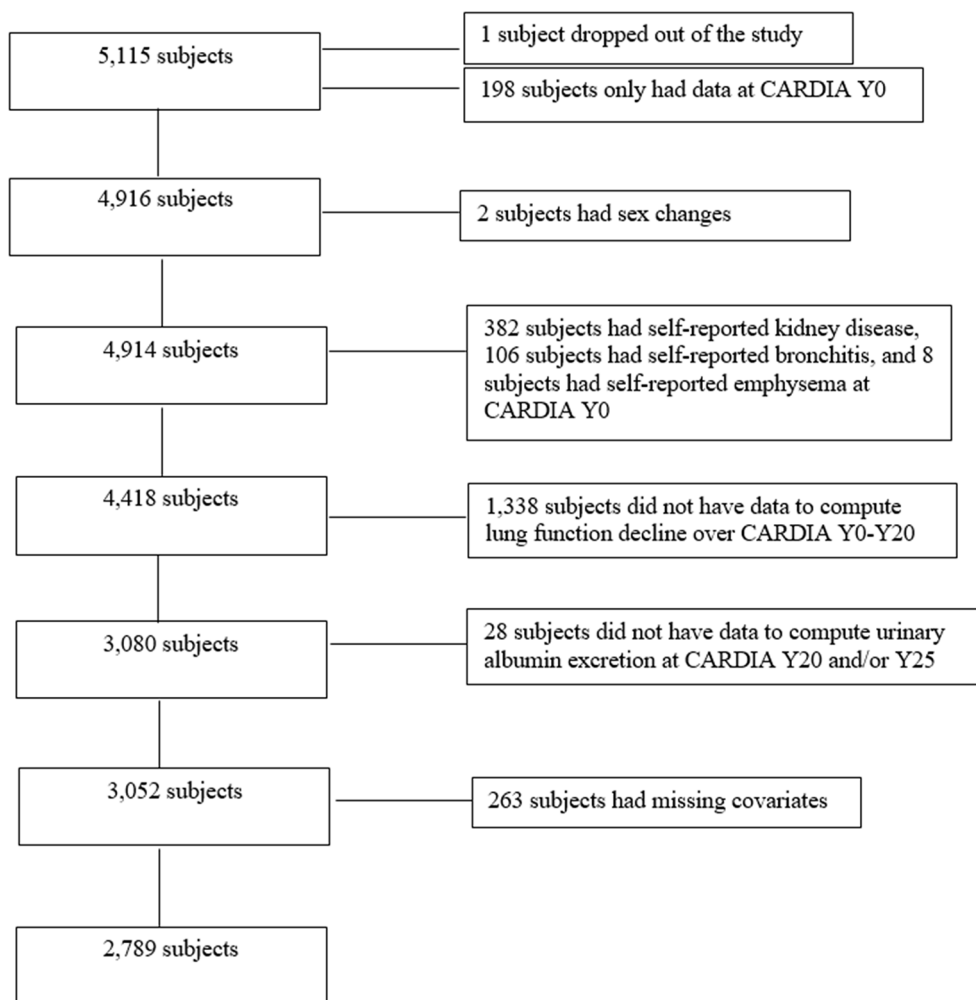 5,115 subjects
1 subject dropped out of the study
198 subjects only had data at CARDIA Y0
4,916 subjects
2 subjects had sex changes
4,914 subjects
382 subjects had self-reported kidney disease,
106 subjects had self-reported bronchitis, and 8
subjects had self-reported emphysema at
CARDIA Y0
4,418 subjects
1,338 subjects did not have data to compute
lung function decline over CARDIA Y0-Y20
3,080 subjects
28 subjects did not have data to compute urinary
albumin excretion at CARDIA Y20 and/or Y25
3,052 subjects
263 subjects had missing covariates
2,789 subjects